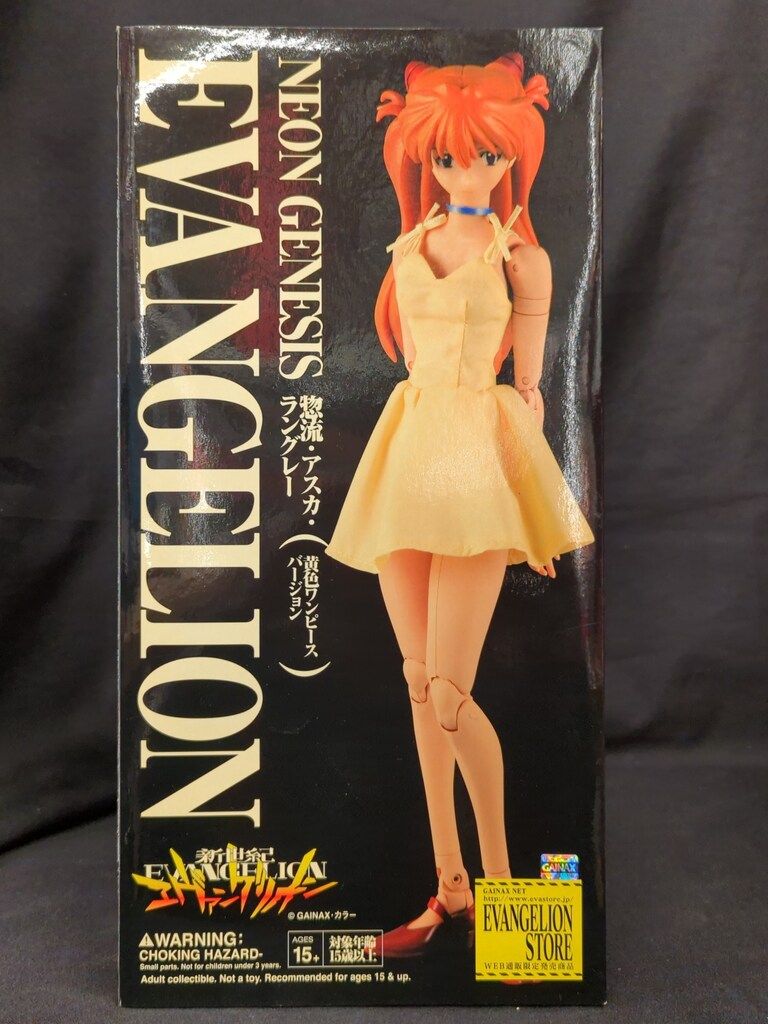 NEON GENESIS
EVANGELION
惣流・アスカ・
ラングレー
(黄色ワンピース
バージョン)
新世紀
EVANGELION
エヴァンゲリオン
© GAINAX・カラー
⚠WARNING:
CHOKING HAZARD-
Small parts. Not for children under 3 years.
AGES
15+
対象年齢
15歳以上
Adult collectible. Not a toy. Recommended for ages 15 & up.
GAINAX
GAINAX NET
http://www.evastore.jp/
EVANGELION
STORE
WEB通販限定発売商品